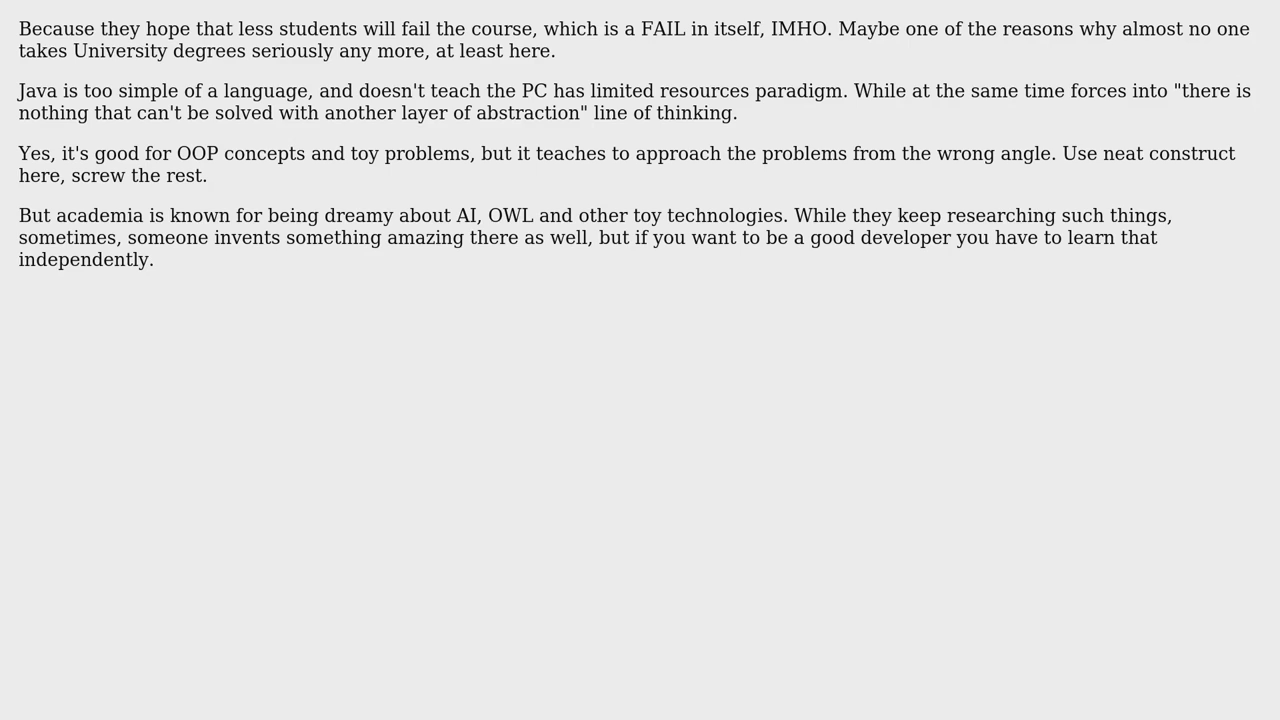 Because they hope that less students will fail the course, which is a FAIL in itself, IMHO. Maybe one of the reasons why almost no one
takes University degrees seriously any more, at least here.
Java is too simple of a language, and doesn't teach the PC has limited resources paradigm. While at the same time forces into "there is
nothing that can't be solved with another layer of abstraction" line of thinking.
Yes, it's good for OOP concepts and toy problems, but it teaches to approach the problems from the wrong angle. Use neat construct
here, screw the rest.
But academia is known for being dreamy about AI, OWL and other toy technologies. While they keep researching such things,
sometimes, someone invents something amazing there as well, but if you want to be a good developer you have to learn that
independently.